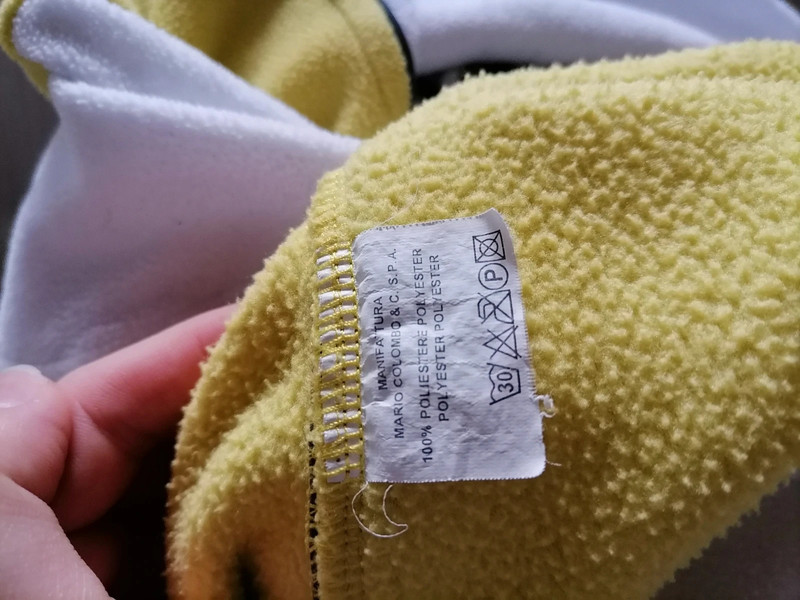 MANIFATTURA
MARIO COLOMBO & C. S.P.A.
100% POLIESTERE POLYESTER
POLYESTER POLYESTER
30 P